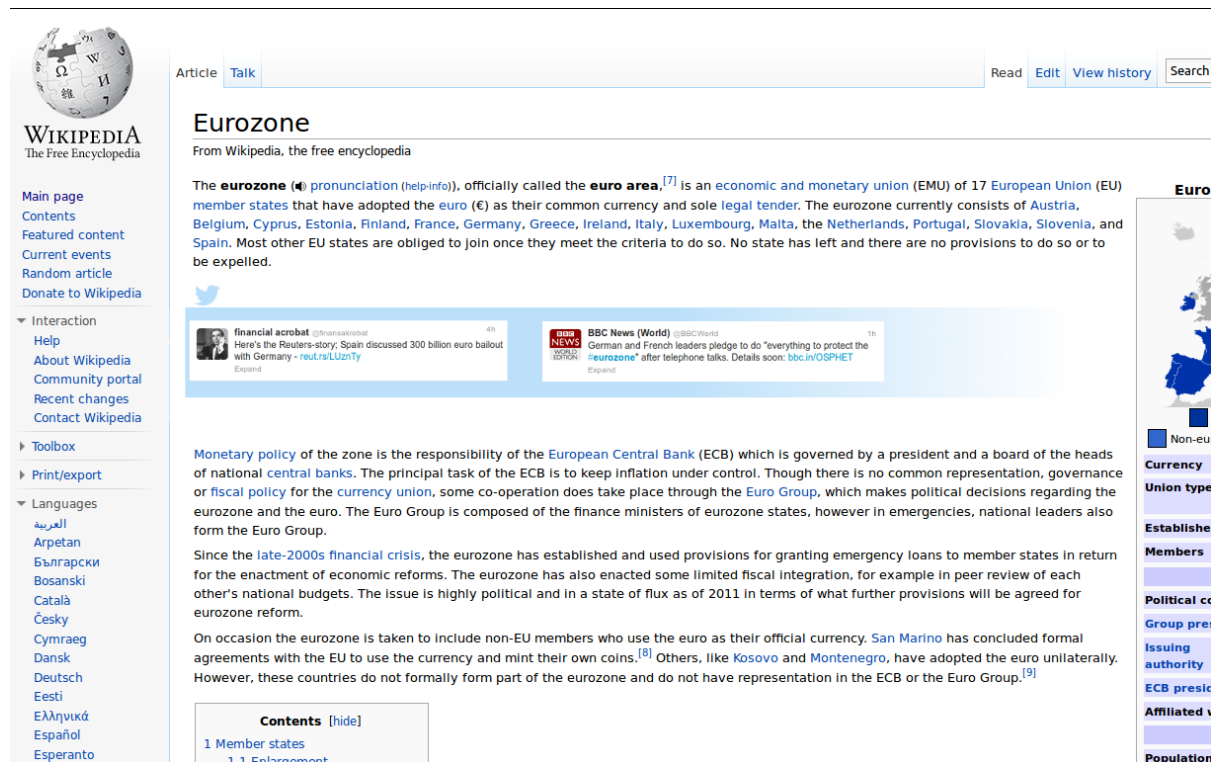 WIKIPEDIA
The Free Encyclopedia
Main page
Contents
Featured content
Current events
Random article
Donate to Wikipedia
Interaction
Help
About Wikipedia
Community portal
Recent changes
Contact Wikipedia
Toolbox
Print/export
Languages
العربية
Arpetan
Български
Bosanski
Català
Česky
Cymraeg
Dansk
Deutsch
Eesti
Ελληνικά
Español
Esperanto
Article Talk
Read Edit View history Search
Eurozone
From Wikipedia, the free encyclopedia
The eurozone (pronunciation (help·info)), officially called the euro area,[7] is an economic and monetary union (EMU) of 17 European Union (EU)
member states that have adopted the euro (€) as their common currency and sole legal tender. The eurozone currently consists of Austria,
Belgium, Cyprus, Estonia, Finland, France, Germany, Greece, Ireland, Italy, Luxembourg, Malta, the Netherlands, Portugal, Slovakia, Slovenia, and
Spain. Most other EU states are obliged to join once they meet the criteria to do so. No state has left and there are no provisions to do so or to
be expelled.
financial acrobat @finansakrobat 4h
Here's the Reuters-story; Spain discussed 300 billion euro bailout
with Germany - reut.rs/LUznTy
Expand
BBC
NEWS
WORLD
EDITION
BBC News (World) @BBCWorld 1h
German and French leaders pledge to do "everything to protect the
#eurozone" after telephone talks. Details soon: bbc.in/OSPHET
Expand
Monetary policy of the zone is the responsibility of the European Central Bank (ECB) which is governed by a president and a board of the heads
of national central banks. The principal task of the ECB is to keep inflation under control. Though there is no common representation, governance
or fiscal policy for the currency union, some co-operation does take place through the Euro Group, which makes political decisions regarding the
eurozone and the euro. The Euro Group is composed of the finance ministers of eurozone states, however in emergencies, national leaders also
form the Euro Group.
Since the late-2000s financial crisis, the eurozone has established and used provisions for granting emergency loans to member states in return
for the enactment of economic reforms. The eurozone has also enacted some limited fiscal integration, for example in peer review of each
other's national budgets. The issue is highly political and in a state of flux as of 2011 in terms of what further provisions will be agreed for
eurozone reform.
On occasion the eurozone is taken to include non-EU members who use the euro as their official currency. San Marino has concluded formal
agreements with the EU to use the currency and mint their own coins.[8] Others, like Kosovo and Montenegro, have adopted the euro unilaterally.
However, these countries do not formally form part of the eurozone and do not have representation in the ECB or the Euro Group.[9]
Contents [hide]
1 Member states
1.1 Enlargement
Euro
Non-eu
Currency
Union type
Establishe
Members
Political co
Group pres
Issuing
authority
ECB presid
Affiliated w
Population